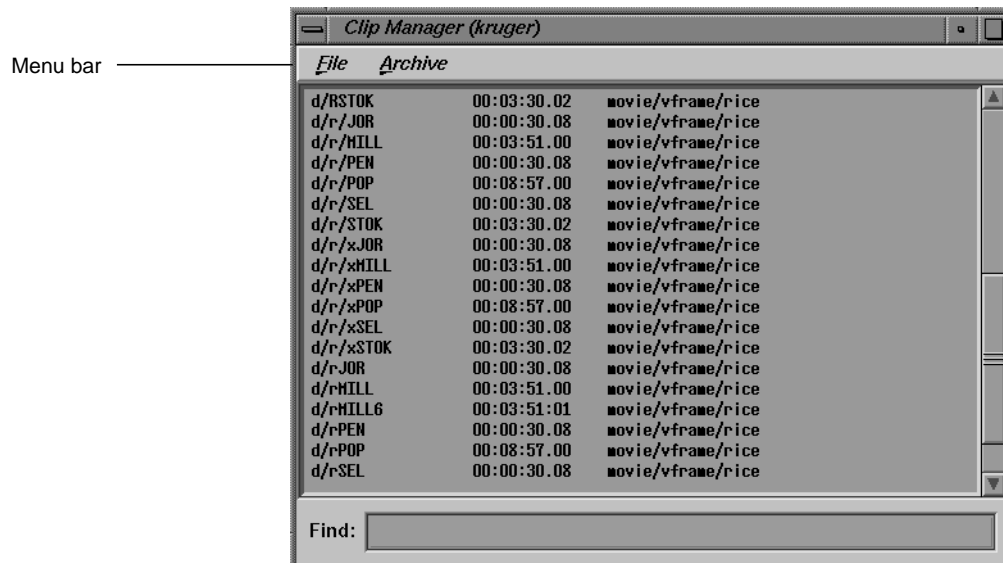 Clip Manager (kruger)
Menu bar
File Archive
d/RSTOK 00:03:30.02 movie/vframe/rice
d/r/JOR 00:00:30.08 movie/vframe/rice
d/r/MILL 00:03:51.00 movie/vframe/rice
d/r/PEN 00:00:30.08 movie/vframe/rice
d/r/POP 00:08:57.00 movie/vframe/rice
d/r/SEL 00:00:30.08 movie/vframe/rice
d/r/STOK 00:03:30.02 movie/vframe/rice
d/r/xJOR 00:00:30.08 movie/vframe/rice
d/r/xMILL 00:03:51.00 movie/vframe/rice
d/r/xPEN 00:00:30.08 movie/vframe/rice
d/r/xPOP 00:08:57.00 movie/vframe/rice
d/r/xSEL 00:00:30.08 movie/vframe/rice
d/r/xSTOK 00:03:30.02 movie/vframe/rice
d/rJOR 00:00:30.08 movie/vframe/rice
d/rMILL 00:03:51.00 movie/vframe/rice
d/rMILL6 00:03:51:01 movie/vframe/rice
d/rPEN 00:00:30.08 movie/vframe/rice
d/rPOP 00:08:57.00 movie/vframe/rice
d/rSEL 00:00:30.08 movie/vframe/rice
Find: